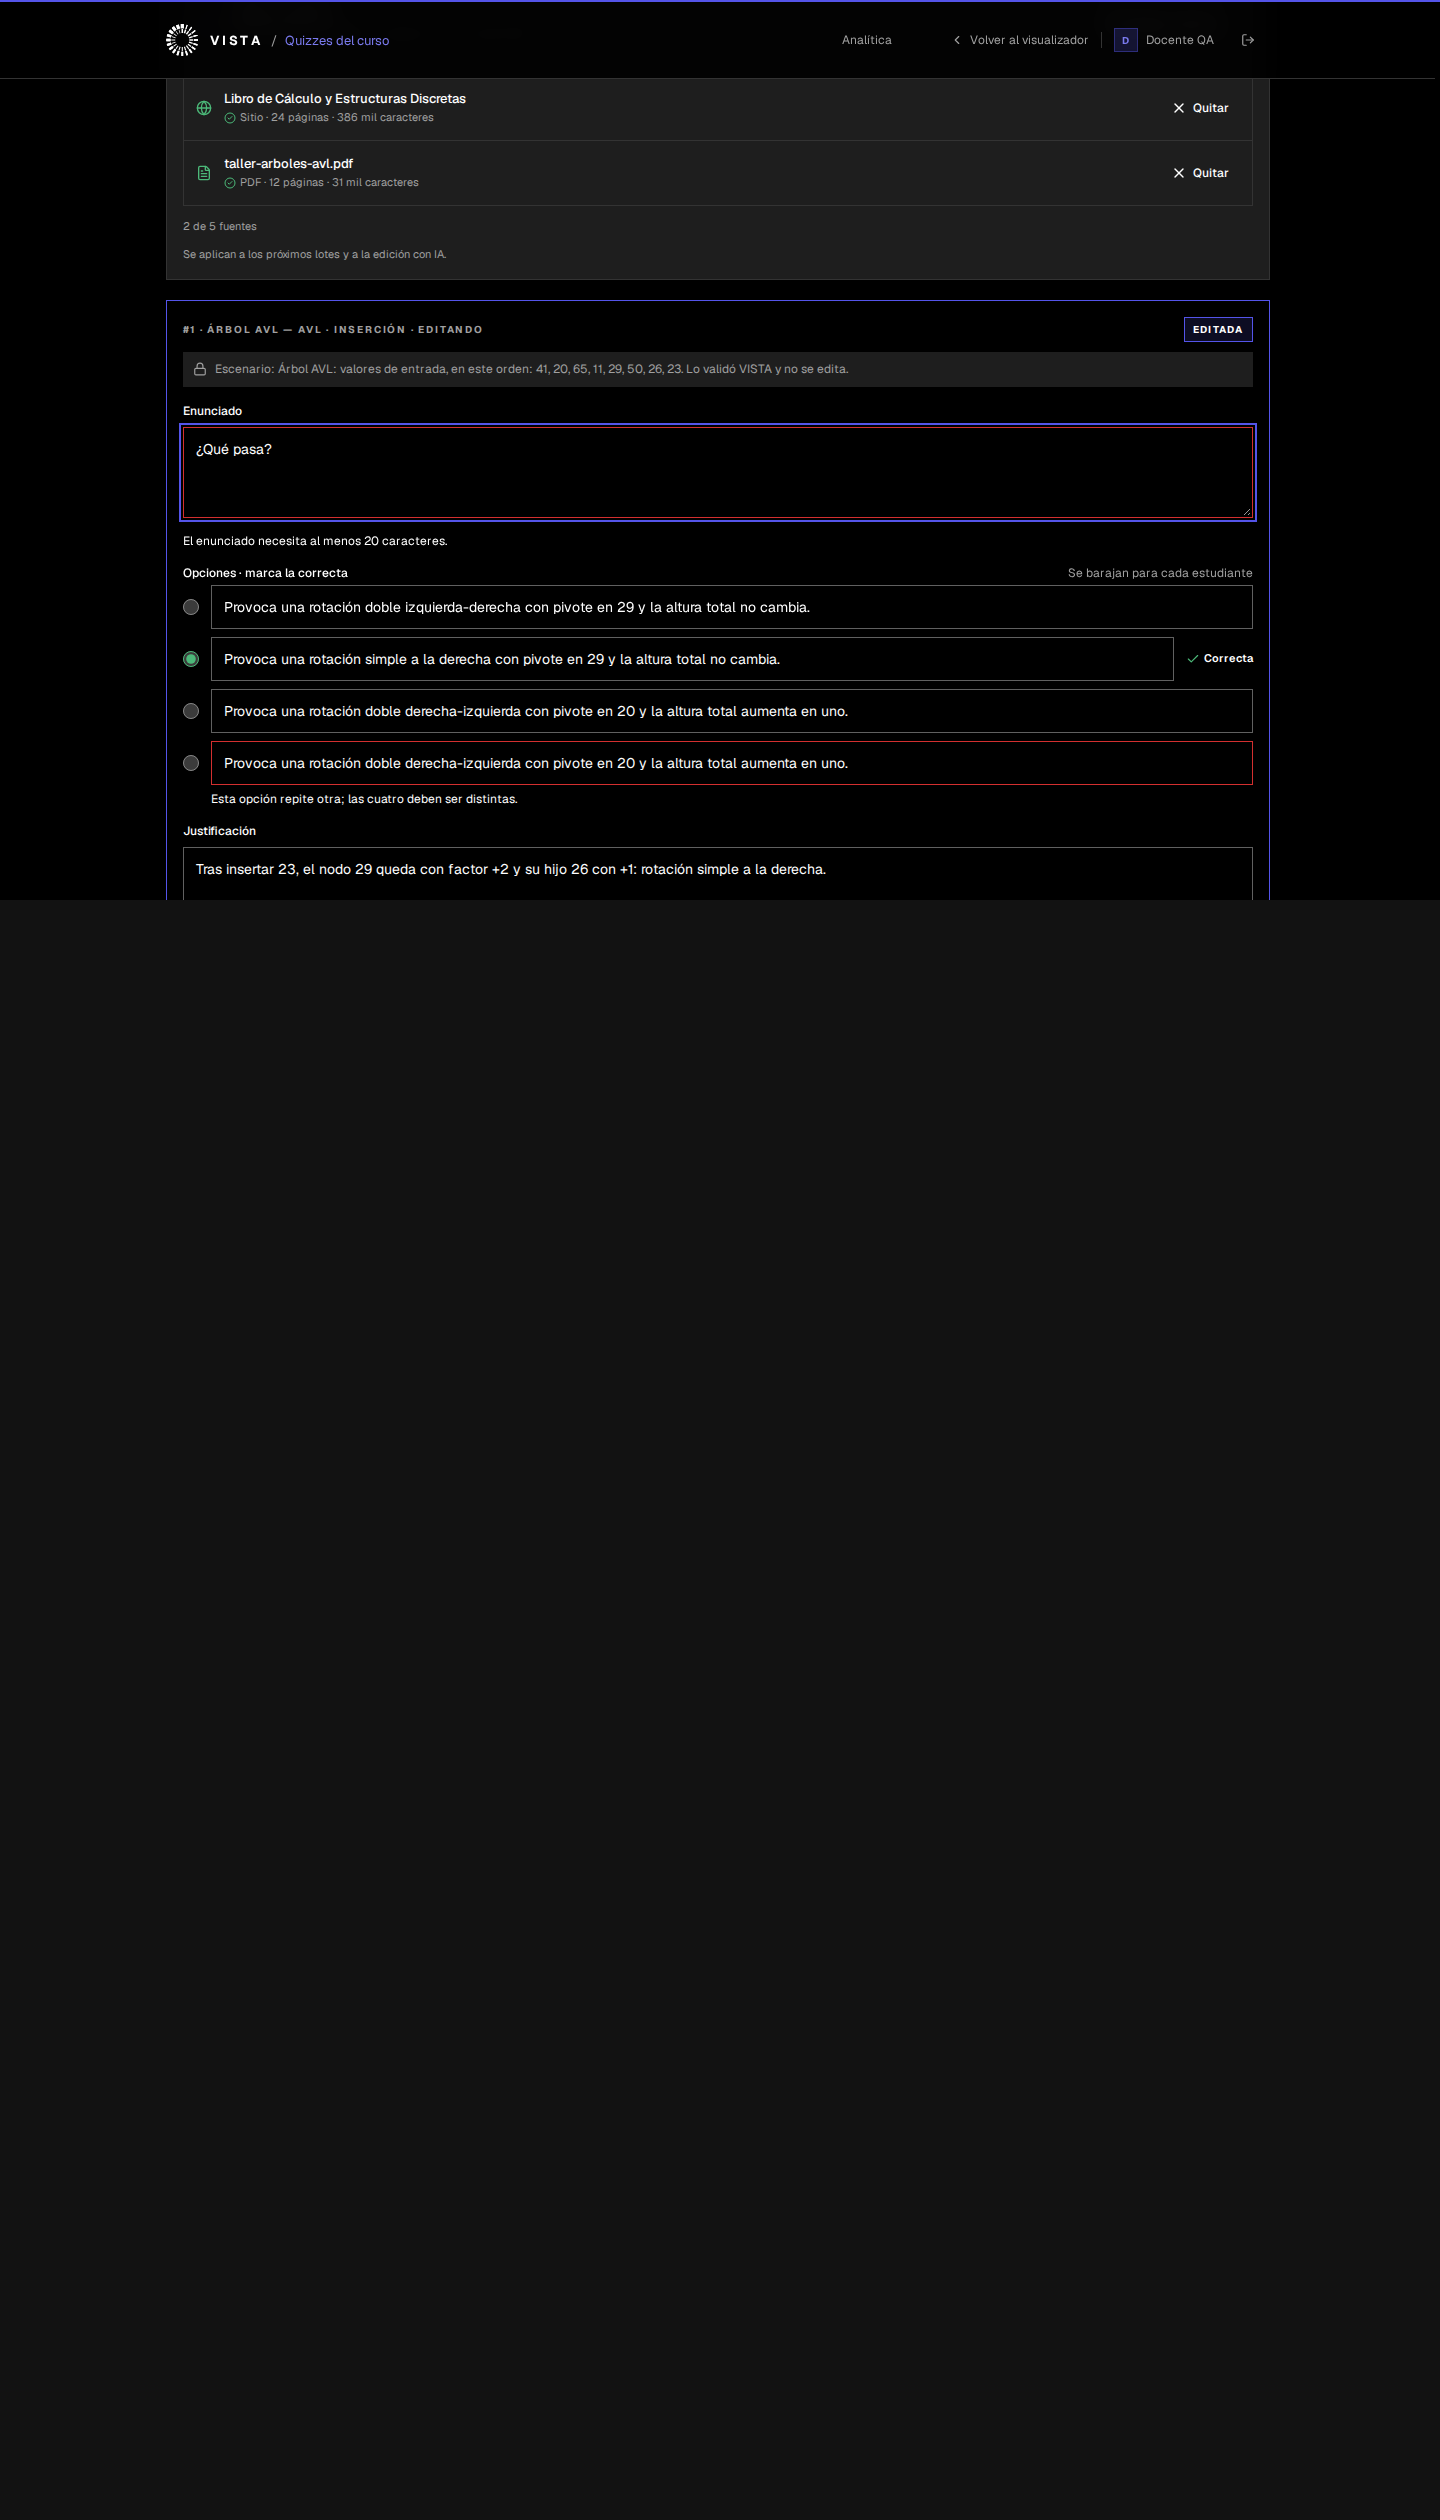 VISTA / Quizzes del curso
Analítica
Volver al visualizador
D Docente QA
Libro de Cálculo y Estructuras Discretas
Sitio · 24 páginas · 386 mil caracteres
Quitar
taller-arboles-avl.pdf
PDF · 12 páginas · 31 mil caracteres
Quitar
2 de 5 fuentes
Se aplican a los próximos lotes y a la edición con IA.
#1 · ÁRBOL AVL — AVL · INSERCIÓN · EDITANDO
EDITADA
Escenario: Árbol AVL: valores de entrada, en este orden: 41, 20, 65, 11, 29, 50, 26, 23. Lo validó VISTA y no se edita.
Enunciado
¿Qué pasa?
El enunciado necesita al menos 20 caracteres.
Opciones · marca la correcta
Se barajan para cada estudiante
Provoca una rotación doble izquierda-derecha con pivote en 29 y la altura total no cambia.
Provoca una rotación simple a la derecha con pivote en 29 y la altura total no cambia.
Correcta
Provoca una rotación doble derecha-izquierda con pivote en 20 y la altura total aumenta en uno.
Provoca una rotación doble derecha-izquierda con pivote en 20 y la altura total aumenta en uno.
Esta opción repite otra; las cuatro deben ser distintas.
Justificación
Tras insertar 23, el nodo 29 queda con factor +2 y su hijo 26 con +1: rotación simple a la derecha.